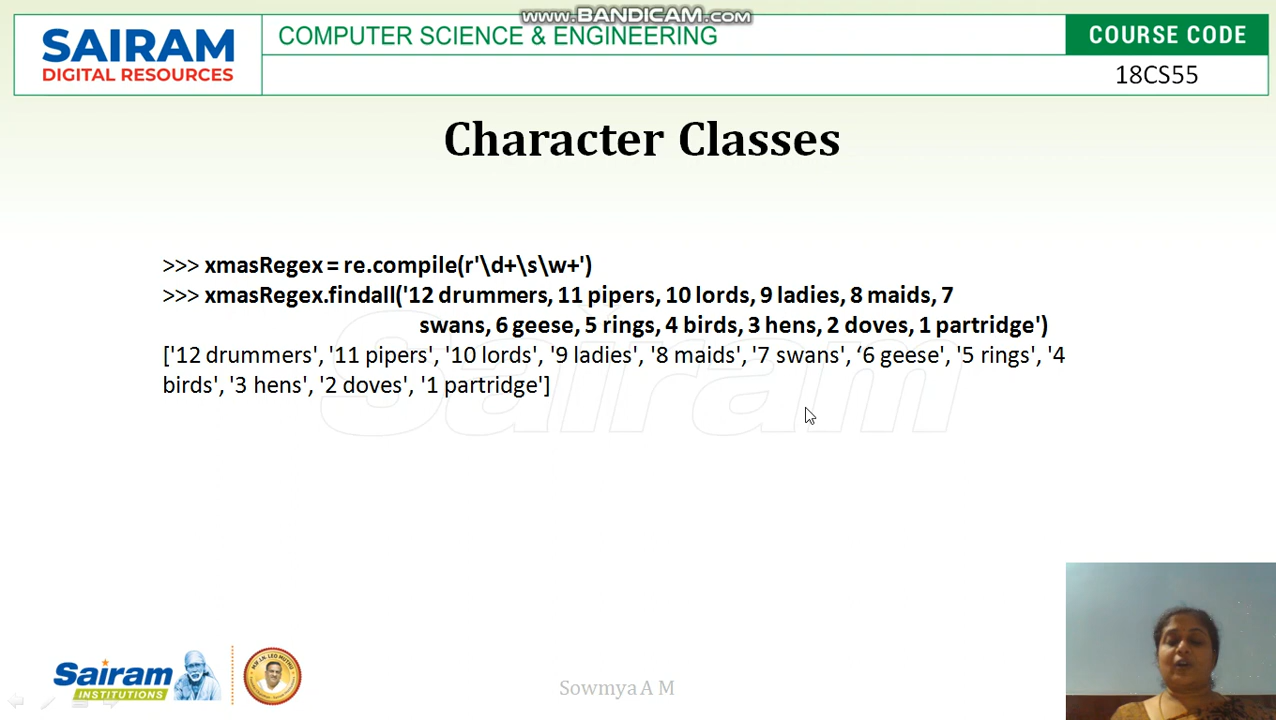 www.BANDICAM.com
SAIRAM
DIGITAL RESOURCES
COMPUTER SCIENCE & ENGINEERING
COURSE CODE
18CS55
Character Classes
>>> xmasRegex = re.compile(r'\d+\s\w+')
>>> xmasRegex.findall('12 drummers, 11 pipers, 10 lords, 9 ladies, 8 maids, 7
swans, 6 geese, 5 rings, 4 birds, 3 hens, 2 doves, 1 partridge')
['12 drummers', '11 pipers', '10 lords', '9 ladies', '8 maids', '7 swans', ‘6 geese', '5 rings', '4
birds', '3 hens', '2 doves', '1 partridge']
Sairam
Sairam
INSTITUTIONS
Sowmya A M